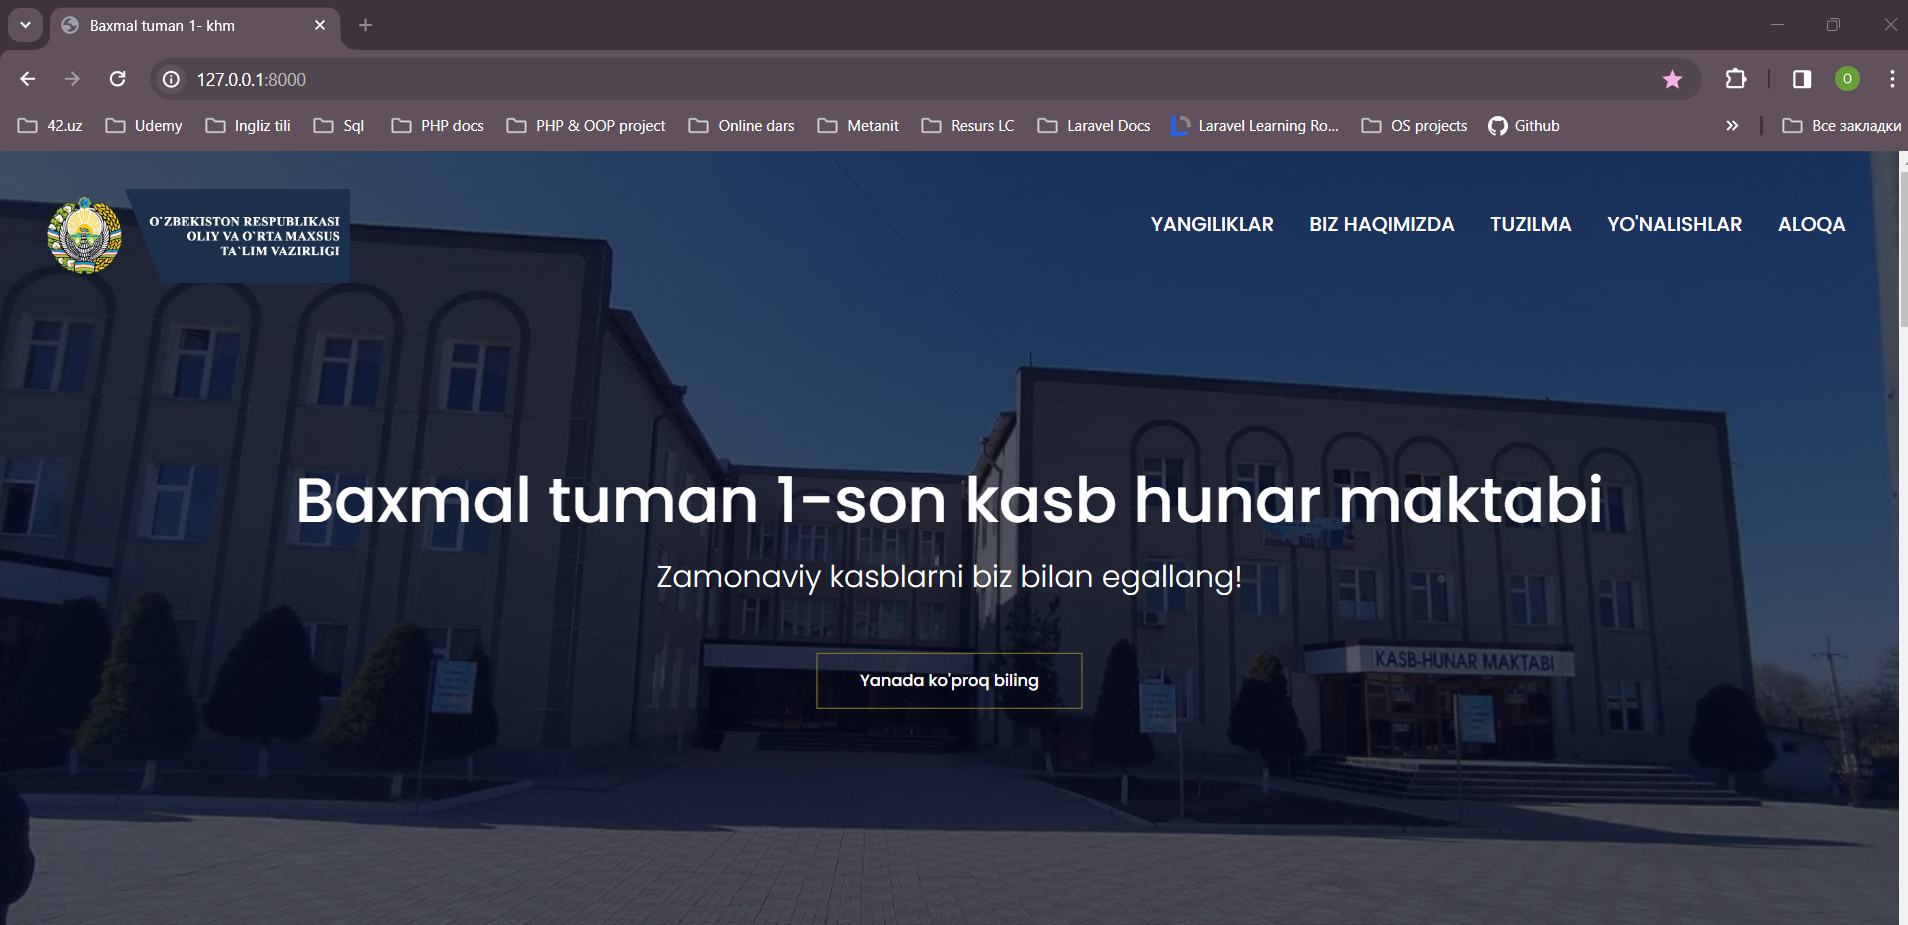 Baxmal tuman 1- khm
127.0.0.1:8000
O
42.uz
Udemy
Ingliz tili
Sql
PHP docs
PHP & OOP project
Online dars
Metanit
Resurs LC
Laravel Docs
Laravel Learning Ro...
OS projects
Github
Все закладки
O`ZBEKISTON RESPUBLIKASI
OLIY VA O`RTA MAXSUS
TA`LIM VAZIRLIGI
YANGILIKLAR
BIZ HAQIMIZDA
TUZILMA
YO'NALISHLAR
ALOQA
Baxmal tuman 1-son kasb hunar maktabi
Zamonaviy kasblarni biz bilan egallang!
KASB-HUNAR MAKTABI
Yanada ko'proq biling